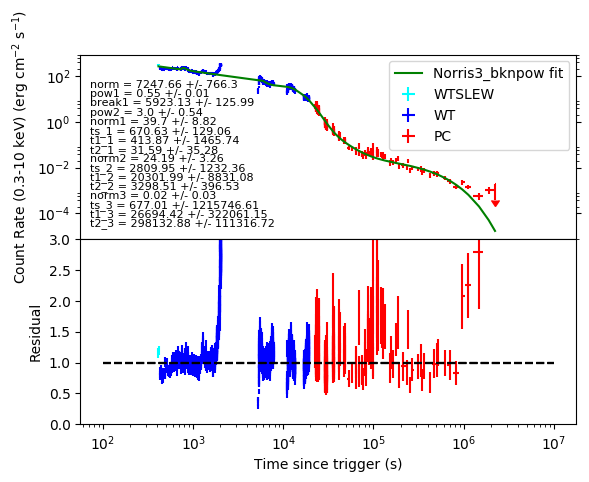 Count Rate (0.3-10 keV) (erg cm⁻² s⁻¹)
10²
10⁰
10⁻²
10⁻⁴
norm = 7247.66 +/- 766.3
pow1 = 0.55 +/- 0.01
break1 = 5923.13 +/- 125.99
pow2 = 3.0 +/- 0.54
norm1 = 39.7 +/- 8.82
ts_1 = 670.63 +/- 129.06
t1_1 = 413.87 +/- 1465.74
t2_1 = 31.59 +/- 35.28
norm2 = 24.19 +/- 3.26
ts_2 = 2809.95 +/- 1232.36
t1_2 = 20301.99 +/- 8831.08
t2_2 = 3298.51 +/- 396.53
norm3 = 0.02 +/- 0.03
ts_3 = 677.01 +/- 1215746.61
t1_3 = 26694.42 +/- 322061.15
t2_3 = 298132.88 +/- 111316.72
Norris3_bknpow fit
WTSLEW
WT
PC
Residual
3.0
2.5
2.0
1.5
1.0
0.5
0.0
10² 10³ 10⁴ 10⁵ 10⁶ 10⁷
Time since trigger (s)